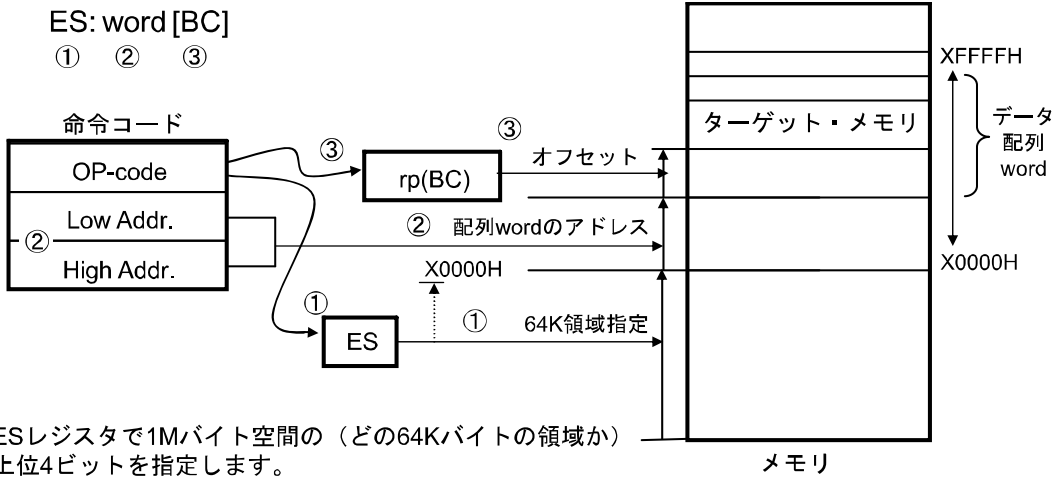 ES: word [BC]
① ② ③
命令コード
OP-code
Low Addr.
②
High Addr.
③
rp(BC)
③
オフセット
② 配列wordのアドレス
X0000H
①
ES
①
64K領域指定
ターゲット・メモリ
XFFFFH
データ
配列
word
X0000H
メモリ
ESレジスタで1Mバイト空間の（どの64Kバイトの領域か）
上位4ビットを指定します。